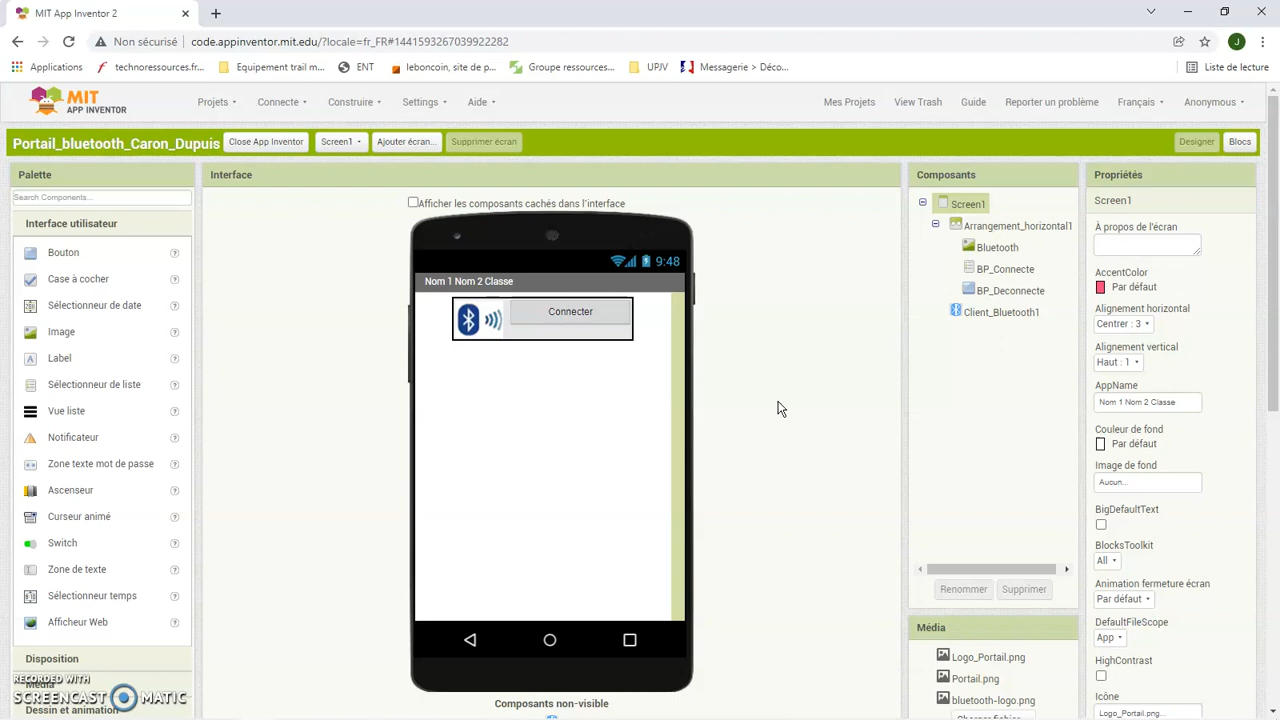 MIT App Inventor 2
Non sécurisé code.appinventor.mit.edu/?locale=fr_FR#1441593267039922282
J
Applications technoressources.fr... Equipement trail m... ENT leboncoin, site de p... Groupe ressources... UPJV Messagerie > Déco... Liste de lecture
MIT
APP INVENTOR
Projets Connecte Construire Settings Aide Mes Projets View Trash Guide Reporter un problème Français Anonymous
Portail_bluetooth_Caron_Dupuis Close App Inventor Screen1 Ajouter écran... Supprimer écran Designer Blocs
Palette Interface Composants Propriétés
Search Components...
Afficher les composants cachés dans l'interface
Screen1
Screen1
Interface utilisateur
Arrangement_horizontal1
À propos de l'écran
Bouton
Bluetooth
Case à cocher
9:48
BP_Connecte
AccentColor
Par défaut
Nom 1 Nom 2 Classe
BP_Deconnecte
Sélectionneur de date
Connecter
Client_Bluetooth1
Alignement horizontal
Centrer : 3
Image
Alignement vertical
Label
Haut : 1
Sélectionneur de liste
AppName
Nom 1 Nom 2 Classe
Vue liste
Couleur de fond
Notificateur
Par défaut
Zone texte mot de passe
Image de fond
Aucun...
Ascenseur
BigDefaultText
Curseur animé
Switch
BlocksToolkit
All
Zone de texte
Animation fermeture écran
Renommer Supprimer
Sélectionneur temps
Par défaut
Afficheur Web
Média
DefaultFileScope
App
Disposition
Logo_Portail.png
HighContrast
RECORDED WITH
Média
Portail.png
SCREENCAST MATIC
bluetooth-logo.png
Icône
Dessin et animation
Composants non-visible
Logo_Portail.png...
Charger fichier